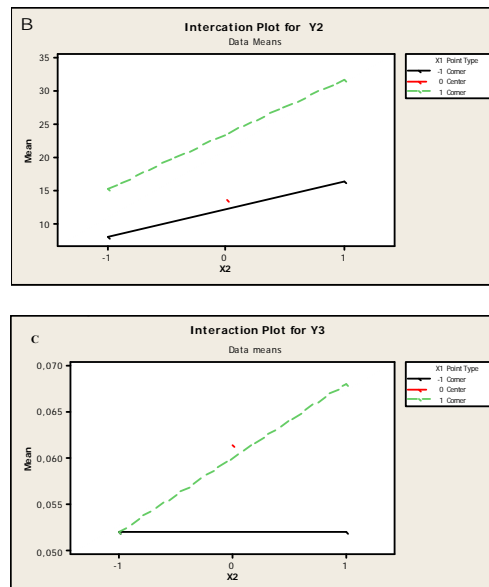 B
Intercation Plot for Y2
Data Means
35
30
25
20
15
10
Mean
-1
0
1
X2
X1 Point Type
-1 Corner
0 Center
1 Corner
C
Interaction Plot for Y3
Data means
0,070
0,065
0,060
0,055
0,050
Mean
-1
0
1
X2
X1 Point Type
-1 Corner
0 Center
1 Corner